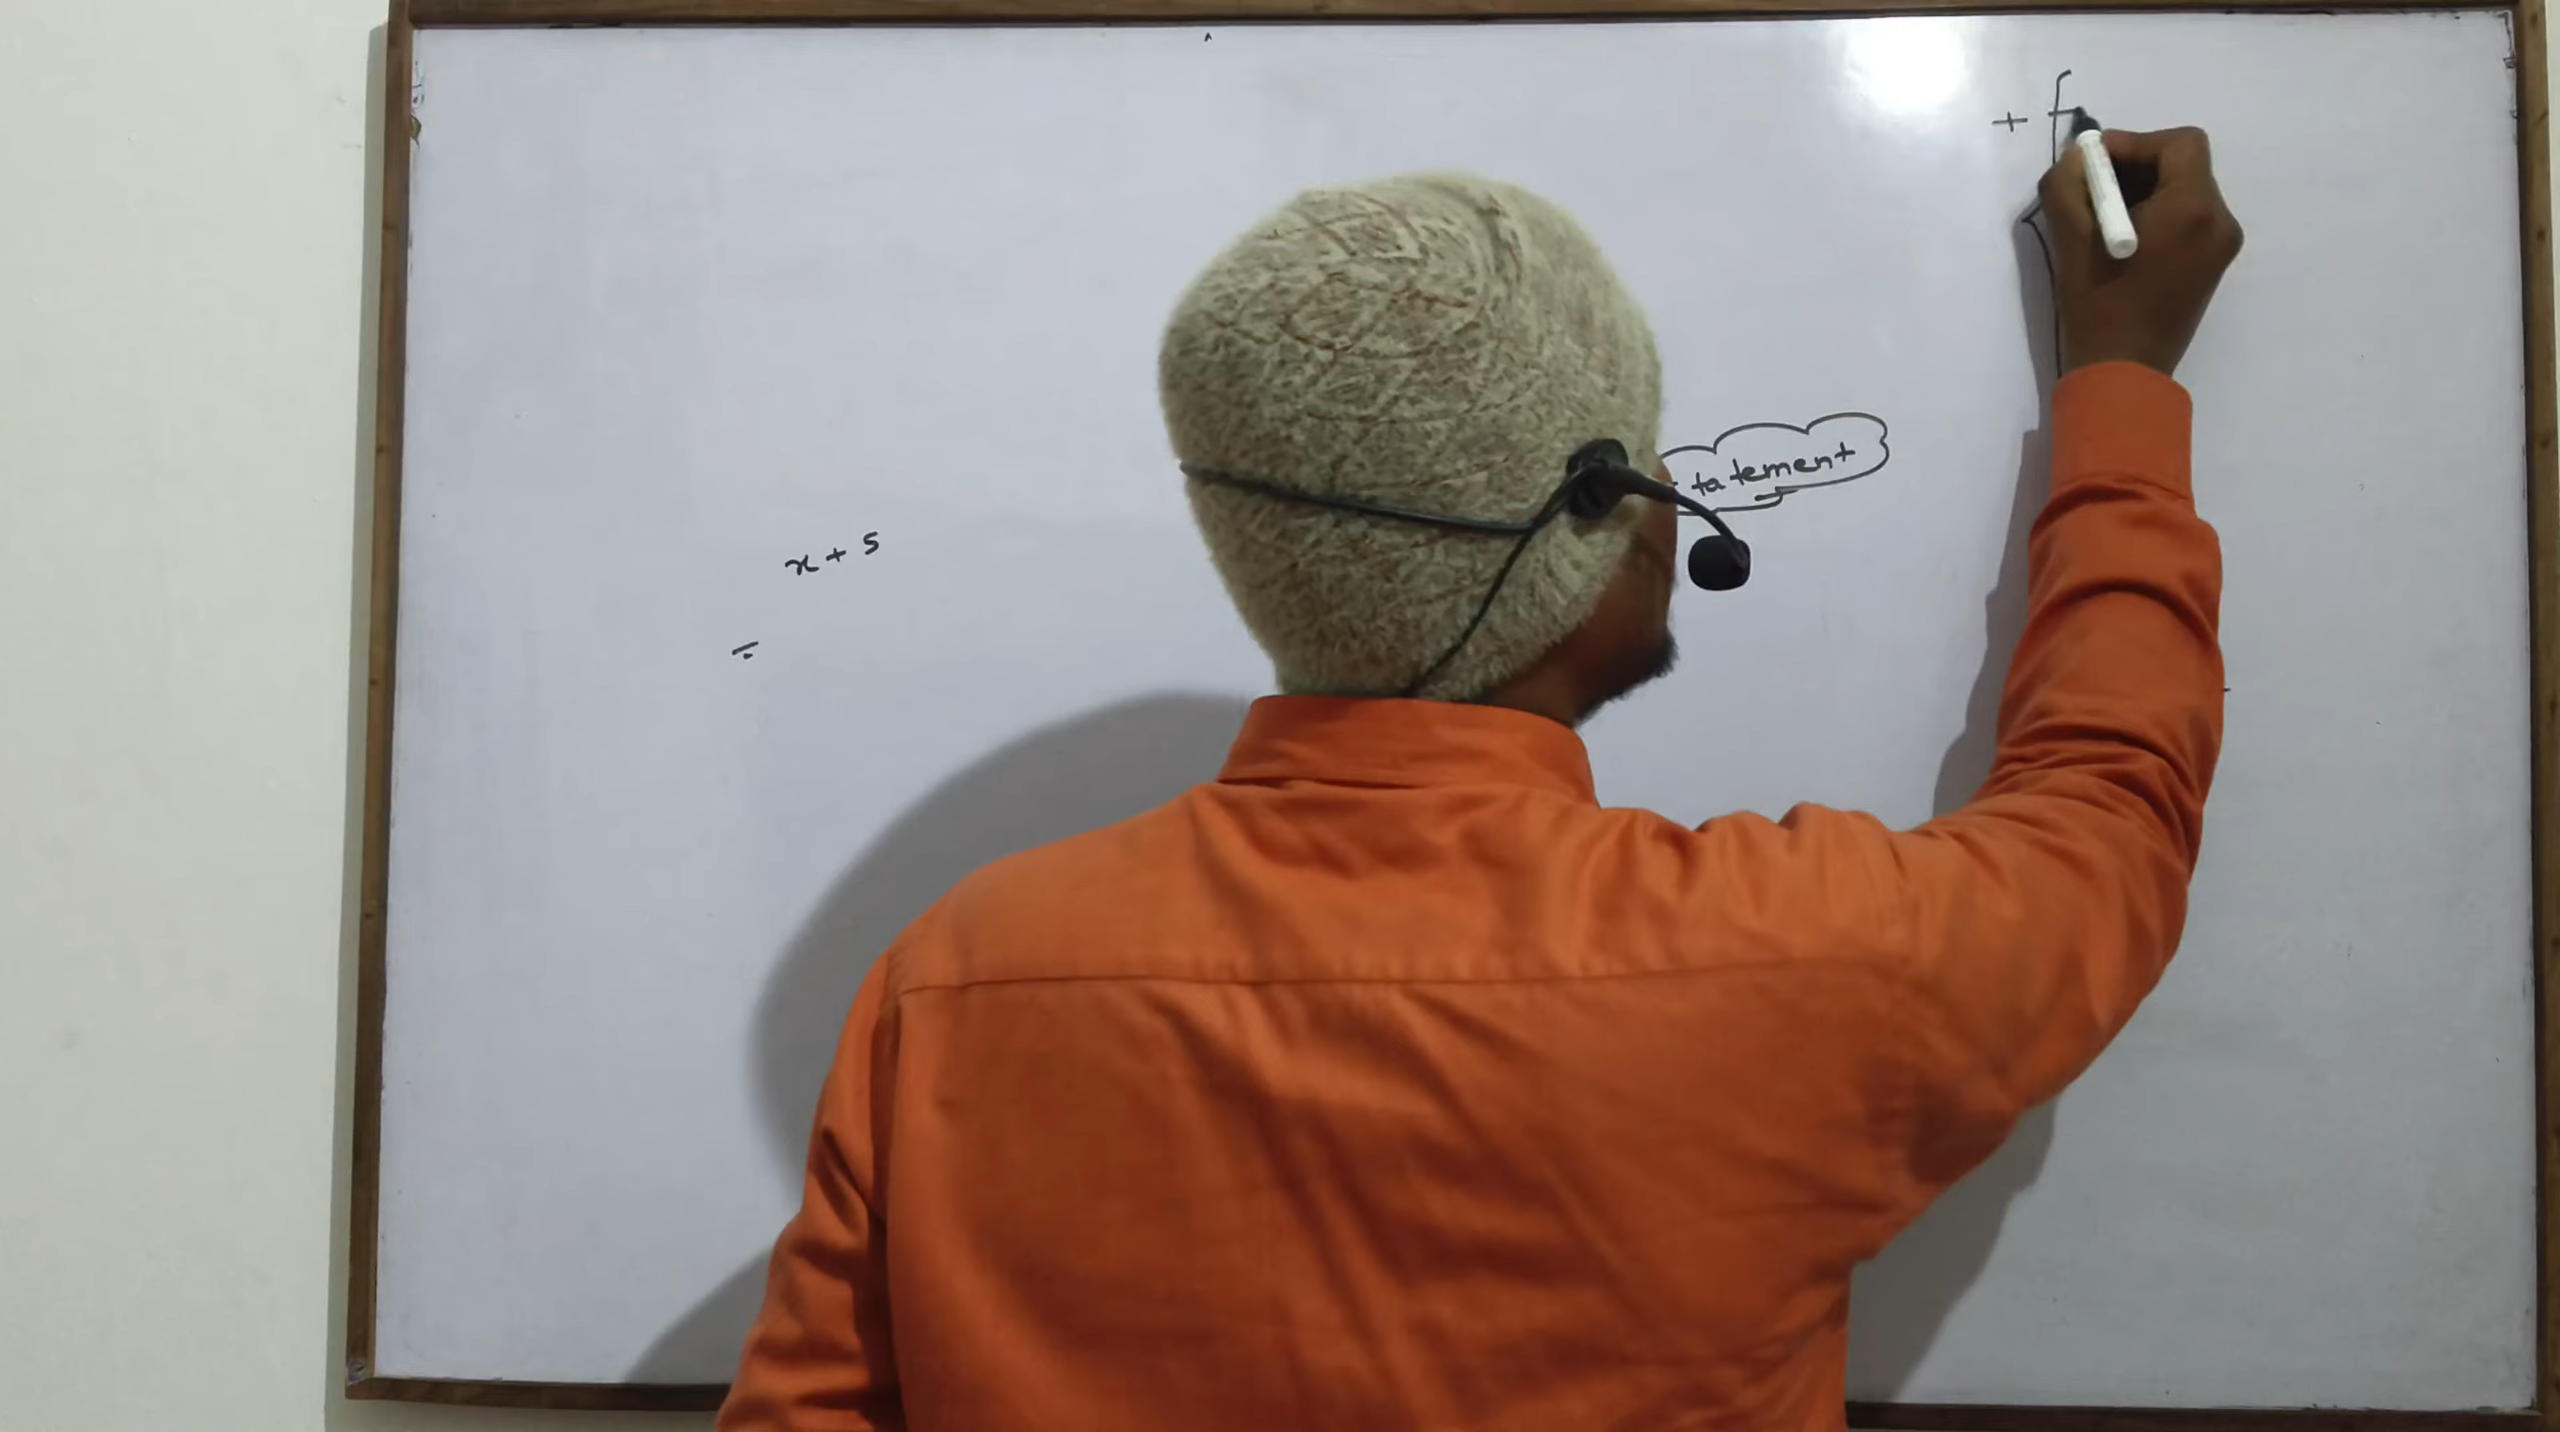 +
tatement
x + 5
÷